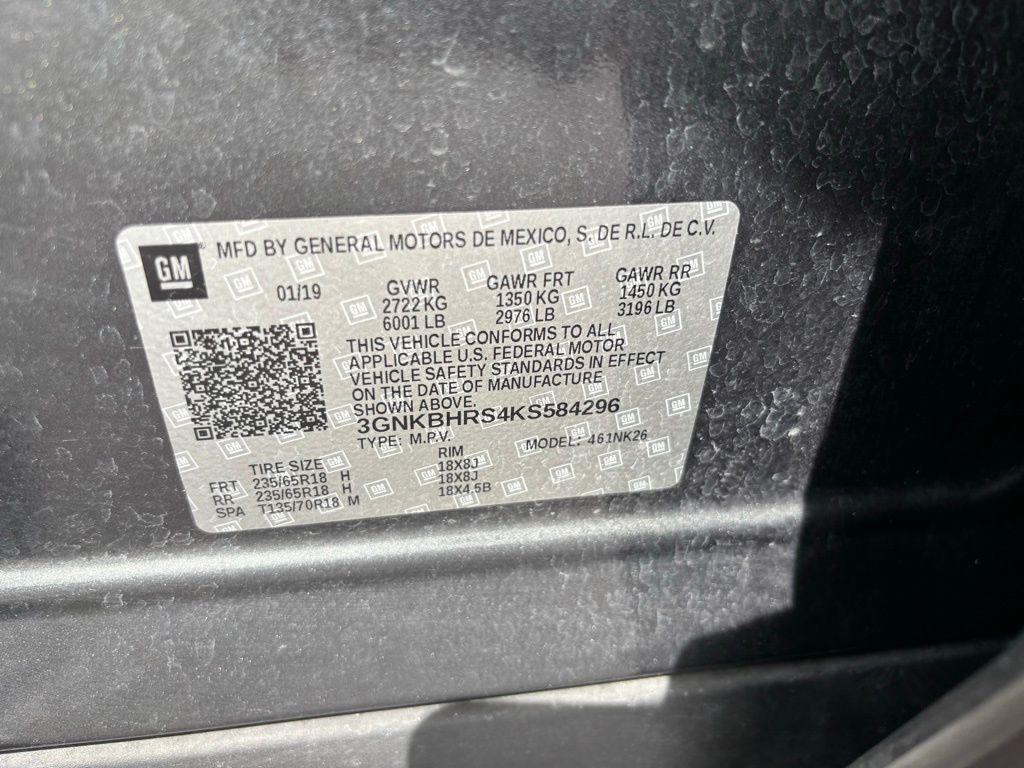 GM MFD BY GENERAL MOTORS DE MEXICO, S. DE R.L. DE C.V.
01/19 GVWR GAWR FRT GAWR RR
2722 KG 1350 KG 1450 KG
6001 LB 2976 LB 3196 LB
THIS VEHICLE CONFORMS TO ALL
APPLICABLE U.S. FEDERAL MOTOR
VEHICLE SAFETY STANDARDS IN EFFECT
ON THE DATE OF MANUFACTURE
SHOWN ABOVE.
3GNKBHRS4KS584296
TYPE: M.P.V. MODEL: 461NK26
TIRE SIZE RIM
FRT 235/65R18 H 18X8J
RR 235/65R18 H 18X8J
SPA T135/70R18 M 18X4.5B